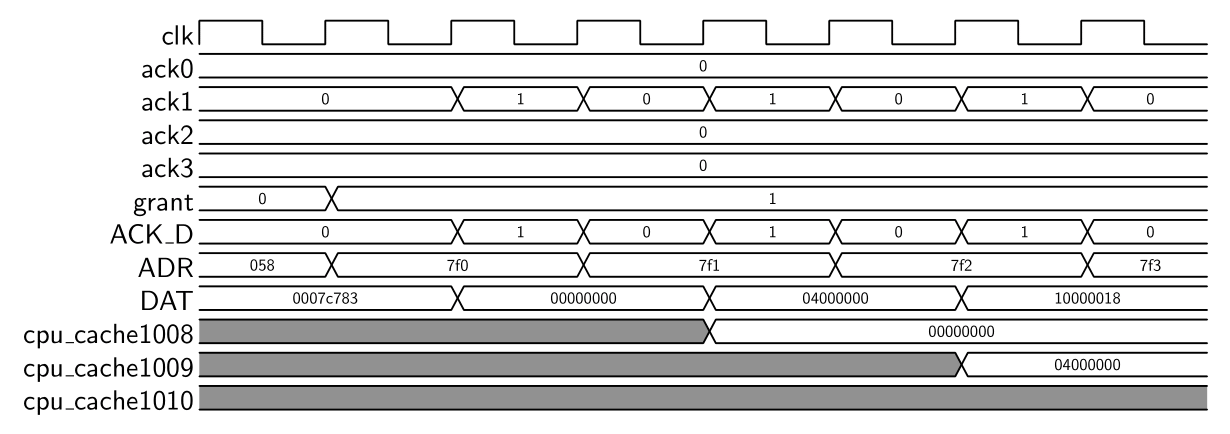 clk
ack0 0
ack1 0 1 0 1 0 1 0
ack2 0
ack3 0
grant 0 1
ACK_D 0 1 0 1 0 1 0
ADR 058 7f0 7f1 7f2 7f3
DAT 0007c783 00000000 04000000 10000018
cpu_cache1008 00000000
cpu_cache1009 04000000
cpu_cache1010